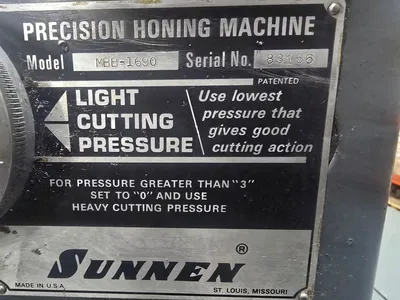 PRECISION HONING MACHINE
Model MBB-1690 Serial No. 83156
PATENTED
LIGHT
CUTTING
PRESSURE
Use lowest
pressure that
gives good
cutting action
FOR PRESSURE GREATER THAN "3"
SET TO "0" AND USE
HEAVY CUTTING PRESSURE
SUNNEN ®
MADE IN U.S.A. ST. LOUIS, MISSOURI